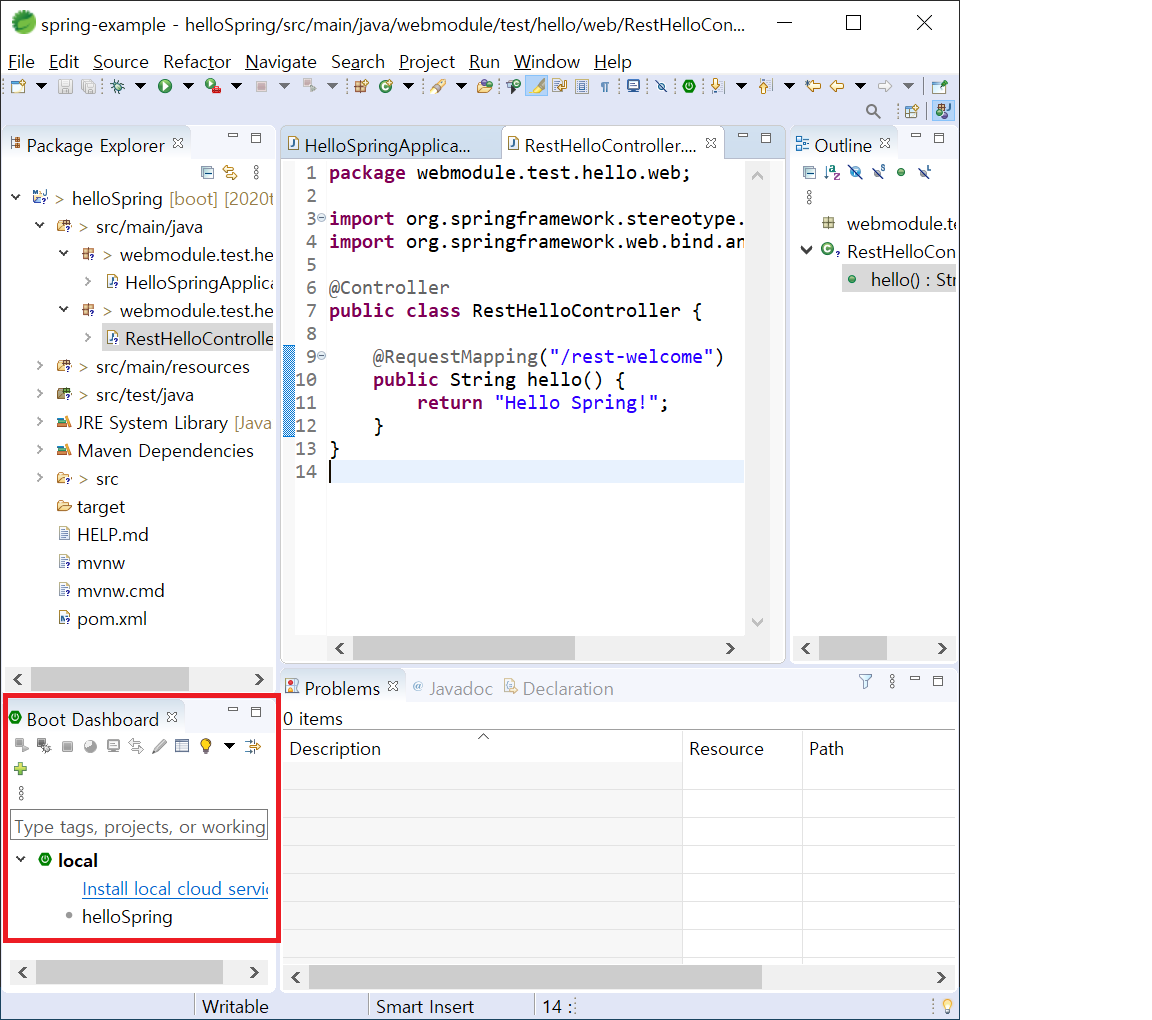 spring-example - helloSpring/src/main/java/webmodule/test/hello/web/RestHelloCon...
File Edit Source Refactor Navigate Search Project Run Window Help
Package Explorer
helloSpring [boot] [2020t
> src/main/java
> webmodule.test.he
HelloSpringApplica
> webmodule.test.he
RestHelloControlle
> src/main/resources
> src/test/java
JRE System Library [Java
Maven Dependencies
> src
target
HELP.md
mvnw
mvnw.cmd
pom.xml
HelloSpringApplica... RestHelloController....
1 package webmodule.test.hello.web;
2
3 import org.springframework.stereotype.
4 import org.springframework.web.bind.an
5
6 @Controller
7 public class RestHelloController {
8
9 @RequestMapping("/rest-welcome")
10 public String hello() {
11 return "Hello Spring!";
12 }
13 }
14
Outline
webmodule.te
RestHelloCon
hello() : Str
Boot Dashboard
Type tags, projects, or working
local
Install local cloud servic
helloSpring
Problems @ Javadoc Declaration
0 items
Description Resource Path
Writable Smart Insert 14 :